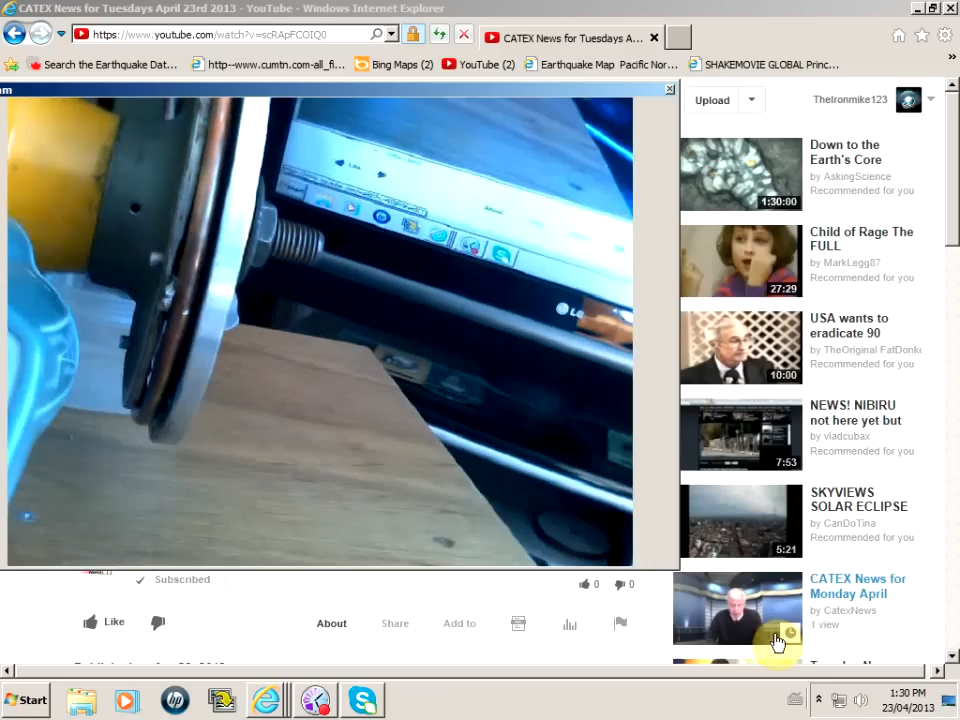 CATEX News for Tuesdays April 23rd 2013 - YouTube - Windows Internet Explorer
https://www.youtube.com/watch?v=scRApFCOIQ0
CATEX News for Tuesdays A...
Search the Earthquake Dat...
http--www.cumtn.com-all_fi...
Bing Maps (2)
YouTube (2)
Earthquake Map Pacific Nor...
SHAKEMOVIE GLOBAL Princ...
Upload
TheIronmike123
Down to the
Earth's Core
by AskingScience
Recommended for you
1:30:00
Child of Rage The
FULL
by MarkLegg87
Recommended for you
27:29
USA wants to
eradicate 90
by TheOriginal FatDonke
Recommended for you
10:00
NEWS! NIBIRU
not here yet but
by vladcubax
Recommended for you
7:53
SKYVIEWS
SOLAR ECLIPSE
by CanDoTina
Recommended for you
5:21
CATEX News for
Monday April
by CatexNews
1 view
Subscribed
0 0
Like
About
Share
Add to
Start
1:30 PM
23/04/2013